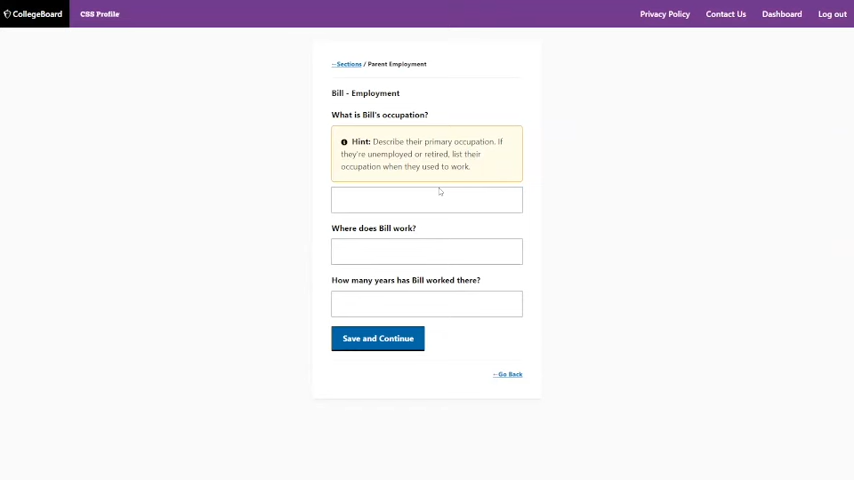 CollegeBoard CSS Profile Privacy Policy Contact Us Dashboard Log out
←Sections / Parent Employment
Bill - Employment
What is Bill's occupation?
Hint: Describe their primary occupation. If
they're unemployed or retired, list their
occupation when they used to work.
Where does Bill work?
How many years has Bill worked there?
Save and Continue
←Go Back